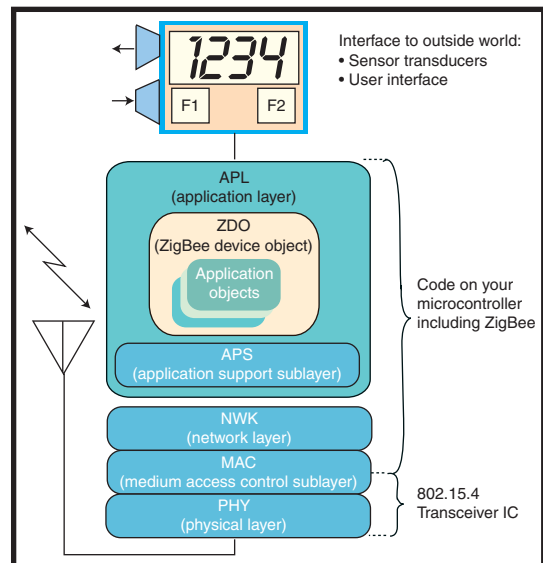 1234
F1
F2
Interface to outside world:
• Sensor transducers
• User interface
APL
(application layer)
ZDO
(ZigBee device object)
Application
objects
APS
(application support sublayer)
NWK
(network layer)
MAC
(medium access control sublayer)
PHY
(physical layer)
Code on your
microcontroller
including ZigBee
802.15.4
Transceiver IC